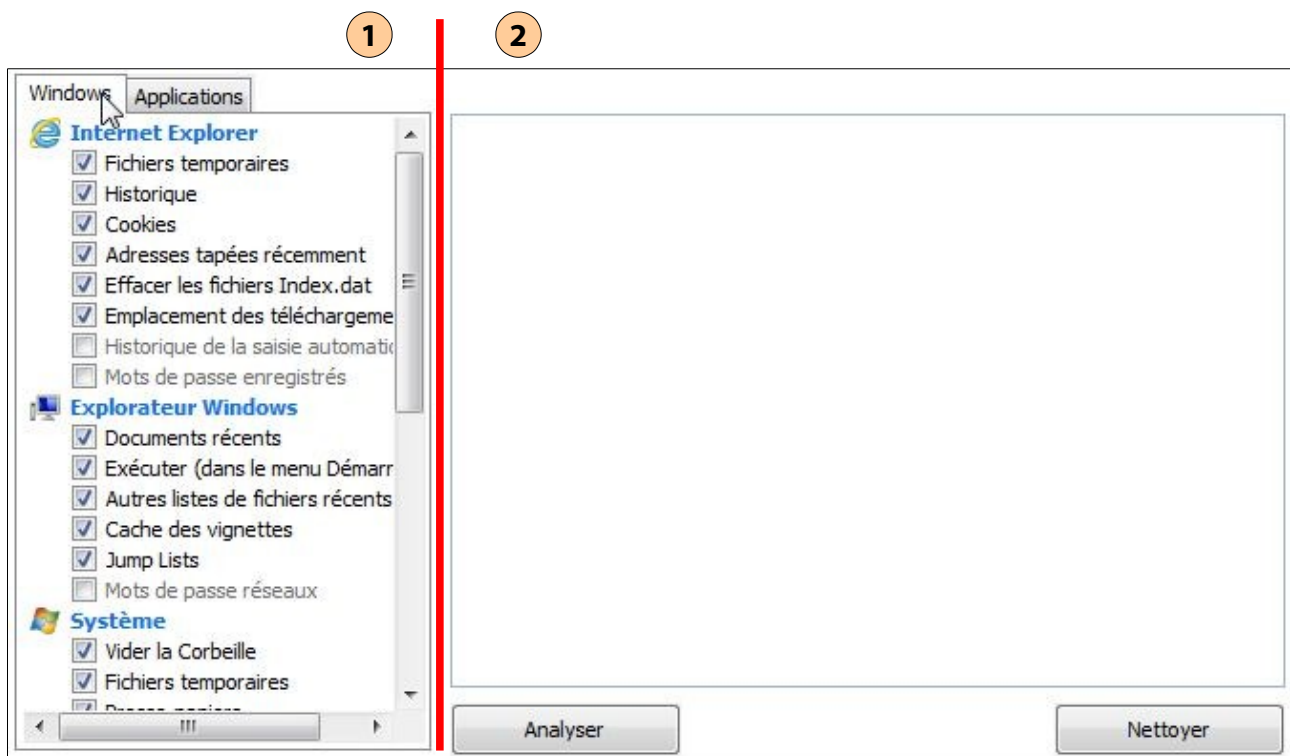 1 2
Windows Applications
Internet Explorer
Fichiers temporaires
Historique
Cookies
Adresses tapées récemment
Effacer les fichiers Index.dat
Emplacement des téléchargeme
Historique de la saisie automatic
Mots de passe enregistrés
Explorateur Windows
Documents récents
Exécuter (dans le menu Démarr
Autres listes de fichiers récents
Cache des vignettes
Jump Lists
Mots de passe réseaux
Système
Vider la Corbeille
Fichiers temporaires
Analyser Nettoyer